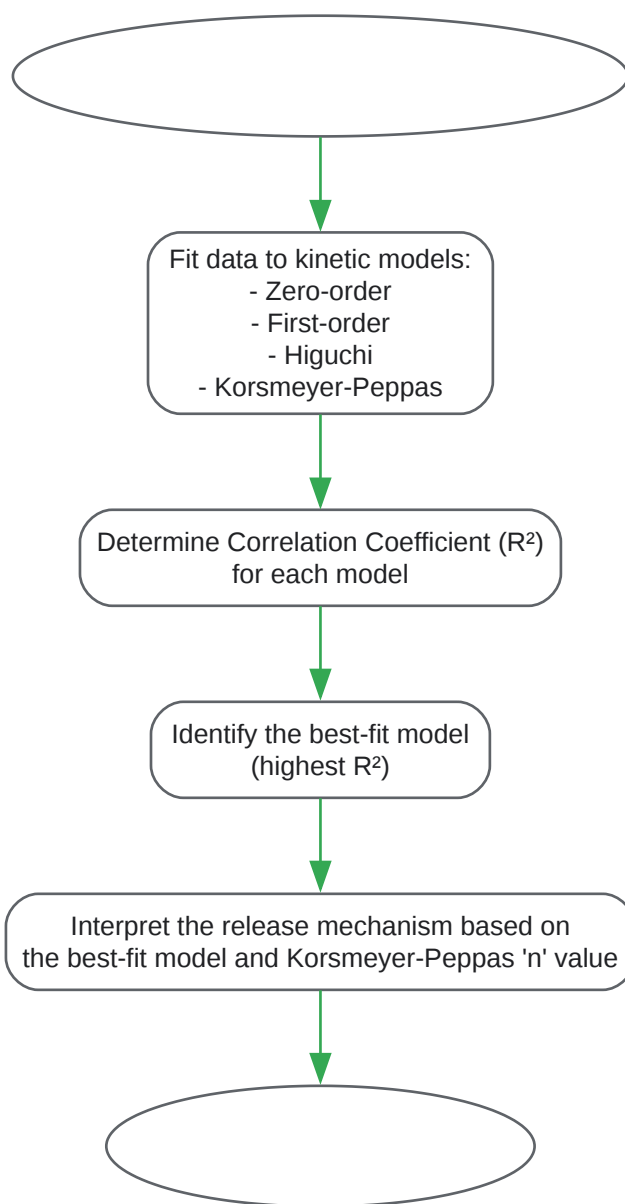 Fit data to kinetic models:
- Zero-order
- First-order
- Higuchi
- Korsmeyer-Peppas
Determine Correlation Coefficient (R²)
for each model
Identify the best-fit model
(highest R²)
Interpret the release mechanism based on
the best-fit model and Korsmeyer-Peppas 'n' value